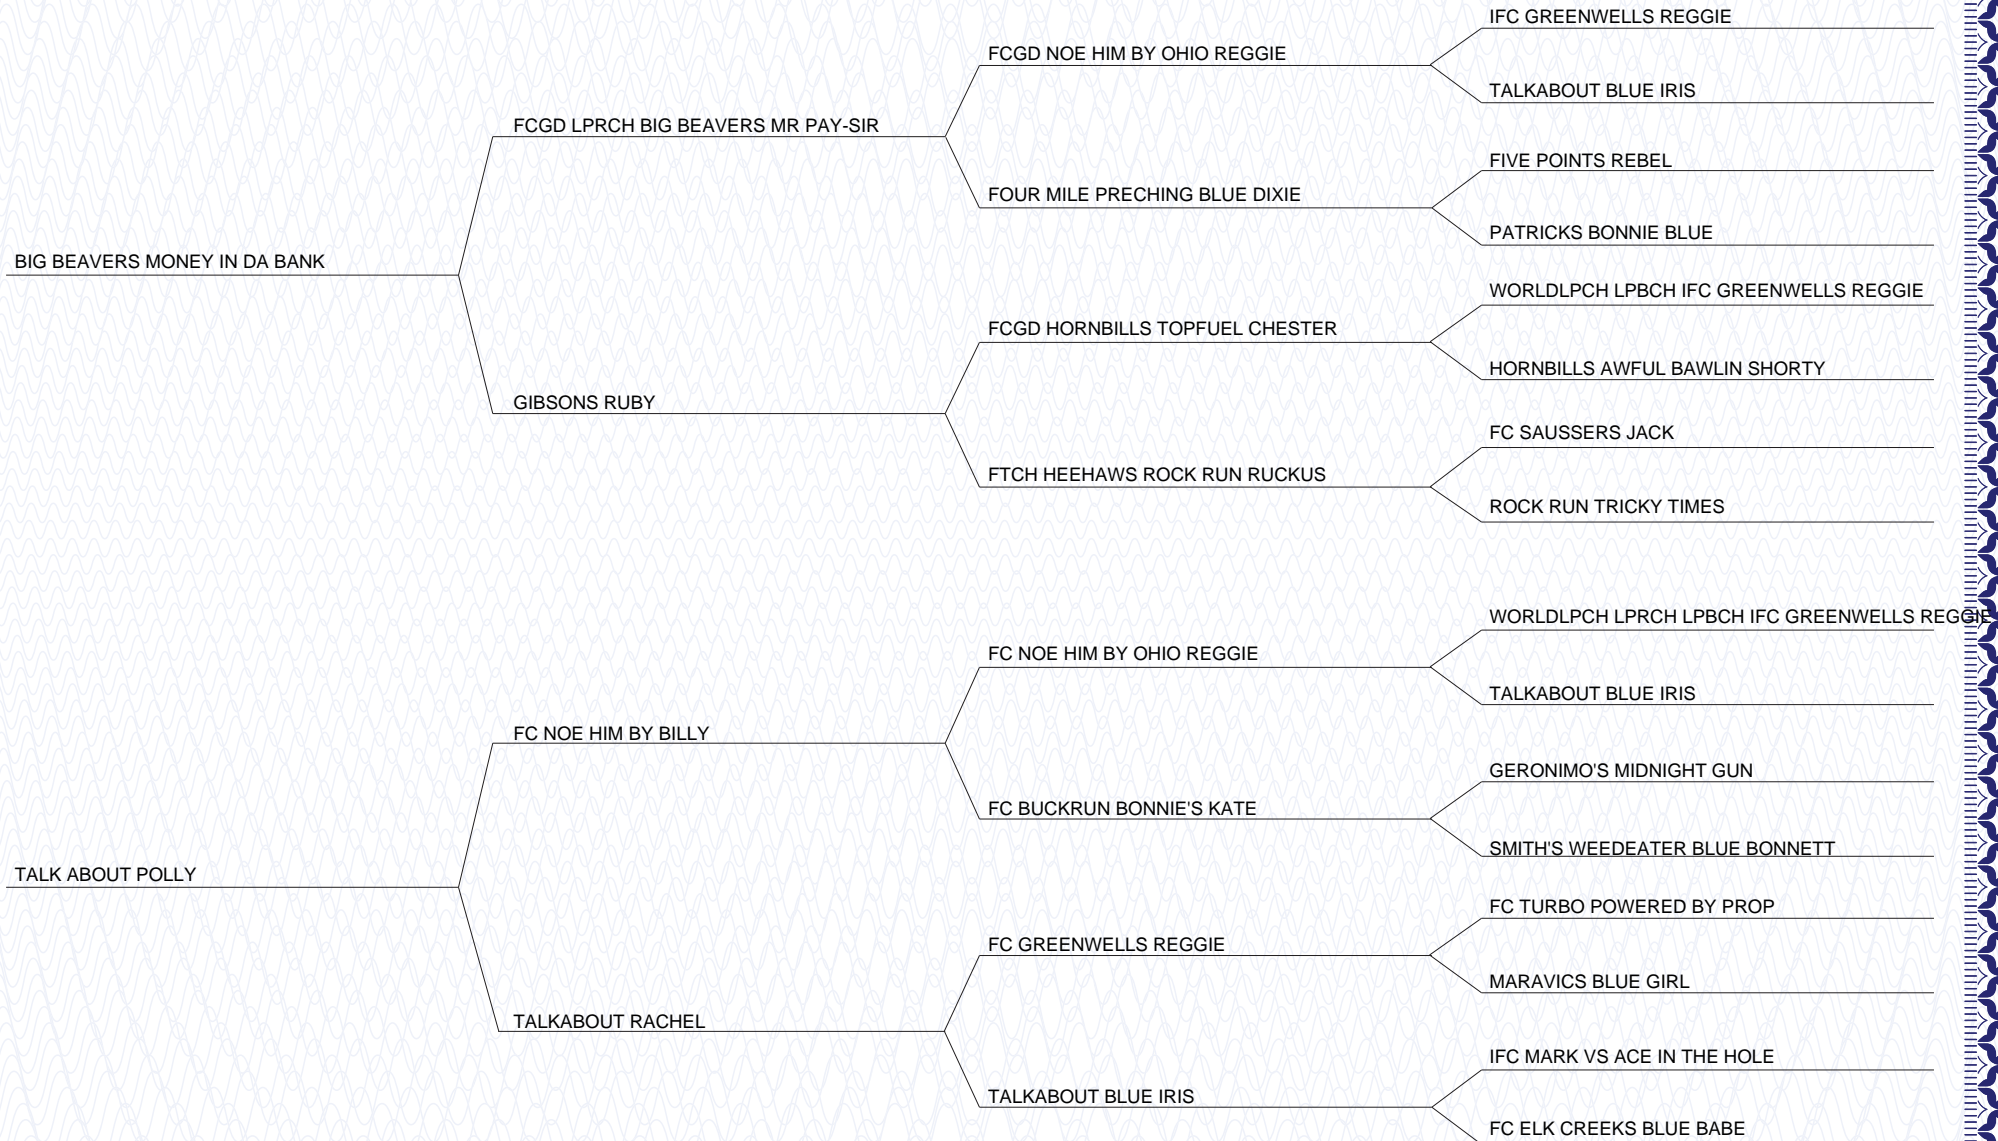 IFC GREENWELLS REGGIE
FCGD NOE HIM BY OHIO REGGIE
TALKABOUT BLUE IRIS
FCGD LPRCH BIG BEAVERS MR PAY-SIR
FIVE POINTS REBEL
FOUR MILE PRECHING BLUE DIXIE
PATRICKS BONNIE BLUE
BIG BEAVERS MONEY IN DA BANK
WORLDLPCH LPBCH IFC GREENWELLS REGGIE
FCGD HORNBILLS TOPFUEL CHESTER
HORNBILLS AWFUL BAWLIN SHORTY
GIBSONS RUBY
FC SAUSSERS JACK
FTCH HEEHAWS ROCK RUN RUCKUS
ROCK RUN TRICKY TIMES
WORLDLPCH LPRCH LPBCH IFC GREENWELLS REGGIE
FC NOE HIM BY OHIO REGGIE
TALKABOUT BLUE IRIS
FC NOE HIM BY BILLY
GERONIMO'S MIDNIGHT GUN
FC BUCKRUN BONNIE'S KATE
SMITH'S WEEDEATER BLUE BONNETT
TALK ABOUT POLLY
FC TURBO POWERED BY PROP
FC GREENWELLS REGGIE
MARAVICS BLUE GIRL
TALKABOUT RACHEL
IFC MARK VS ACE IN THE HOLE
TALKABOUT BLUE IRIS
FC ELK CREEKS BLUE BABE